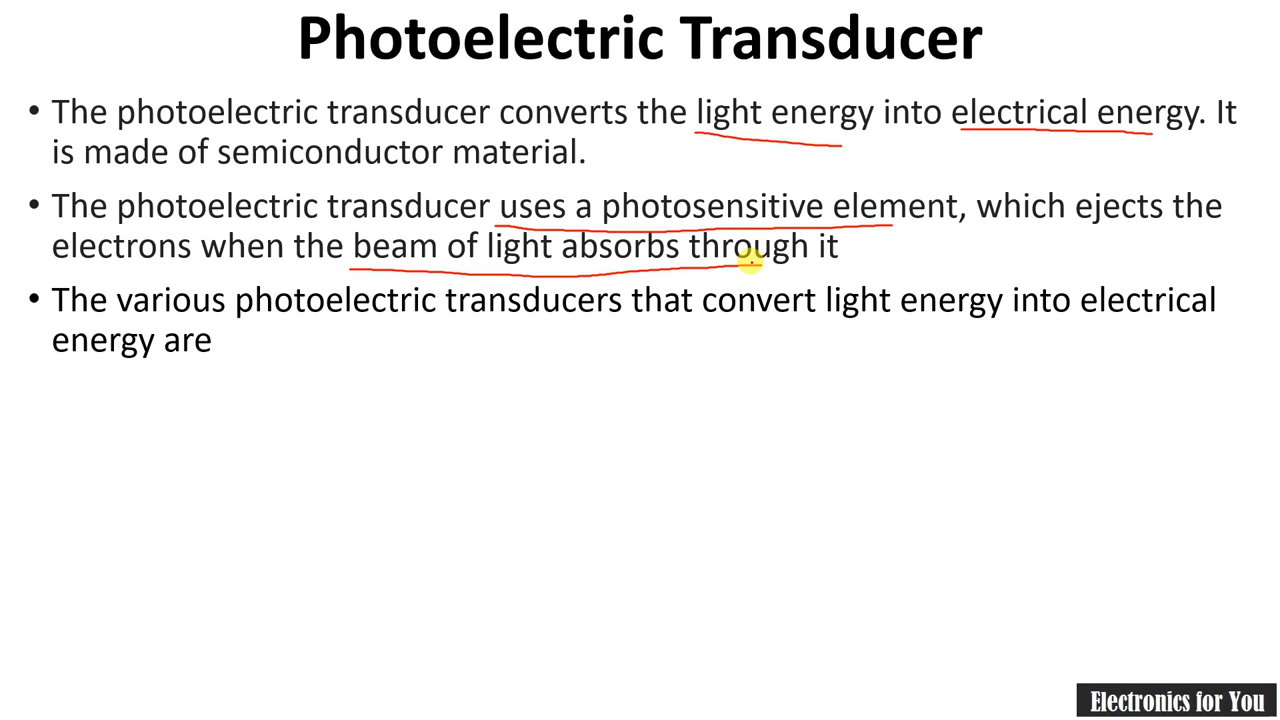 Photoelectric Transducer
• The photoelectric transducer converts the light energy into electrical energy. It
is made of semiconductor material.
• The photoelectric transducer uses a photosensitive element, which ejects the
electrons when the beam of light absorbs through it
• The various photoelectric transducers that convert light energy into electrical
energy are
Electronics for You